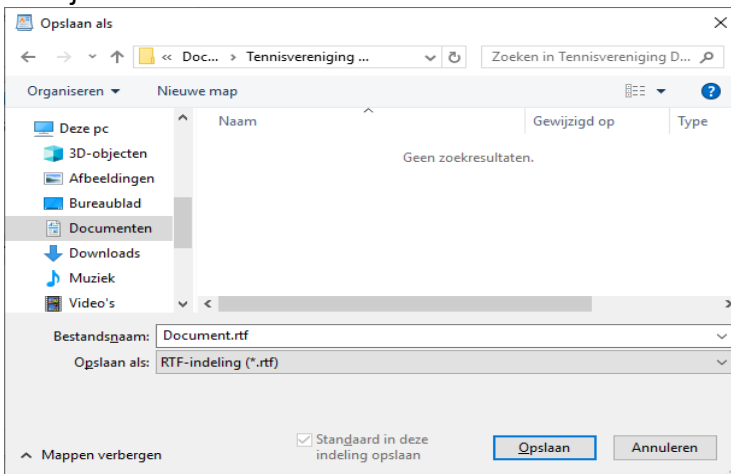 Opslaan als
« Doc... › Tennisvereniging ...
Zoeken in Tennisvereniging D...
Organiseren
Nieuwe map
Naam
Gewijzigd op
Type
Geen zoekresultaten.
Deze pc
3D-objecten
Afbeeldingen
Bureaublad
Documenten
Downloads
Muziek
Video's
Bestandsnaam: Document.rtf
Opslaan als: RTF-indeling (*.rtf)
Standaard in deze
indeling opslaan
Mappen verbergen
Opslaan
Annuleren